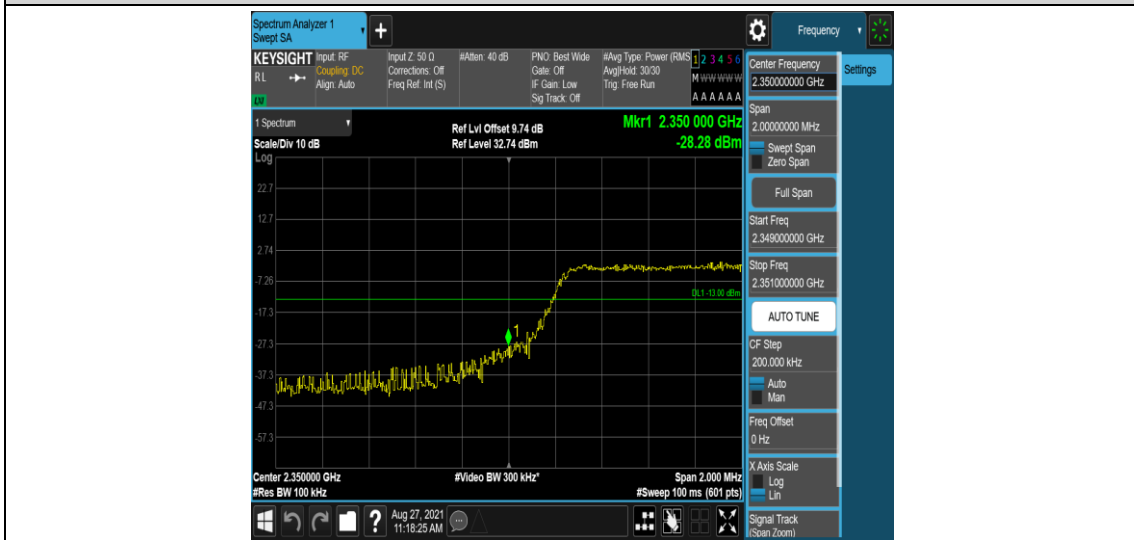 Spectrum Analyzer 1
Swept SA
+
Frequency
KEYSIGHT
RL
LXI
Input: RF
Coupling: DC
Align: Auto
Input Z: 50 Ω
Corrections: Off
Freq Ref: Int (S)
#Atten: 40 dB
PNO: Best Wide
Gate: Off
IF Gain: Low
Sig Track: Off
#Avg Type: Power (RMS
Avg|Hold: 30/30
Trig: Free Run
1 2 3 4 5 6
M W W W W W
A A A A A A
1 Spectrum
Scale/Div 10 dB
Log
Ref Lvl Offset 9.74 dB
Ref Level 32.74 dBm
Mkr1 2.350 000 GHz
-28.28 dBm
22.7
12.7
2.74
-7.26
-17.3
-27.3
-37.3
-47.3
-57.3
DL1 -13.00 dBm
1
Center 2.350000 GHz
#Res BW 100 kHz
#Video BW 300 kHz*
Span 2.000 MHz
#Sweep 100 ms (601 pts)
?
Aug 27, 2021
11:18:25 AM
Center Frequency
2.350000000 GHz
Settings
Span
2.00000000 MHz
Swept Span
Zero Span
Full Span
Start Freq
2.349000000 GHz
Stop Freq
2.351000000 GHz
AUTO TUNE
CF Step
200.000 kHz
Auto
Man
Freq Offset
0 Hz
X Axis Scale
Log
Lin
Signal Track
(Span Zoom)